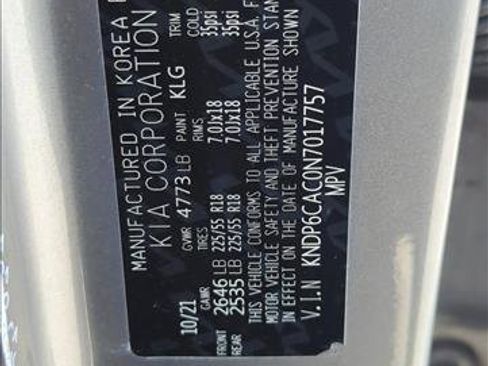 MANUFACTURED IN KOREA
KIA CORPORATION
10/21 GVWR 4773 LB PAINT KLG TRIM
GAWR TIRES RIMS COLD
FRONT 2646 LB 225/55 R18 7.0Jx18 35psi
REAR 2535 LB 225/55 R18 7.0Jx18 35psi
THIS VEHICLE CONFORMS TO ALL APPLICABLE U.S.A. F
MOTOR VEHICLE SAFETY AND THEFT PREVENTION STAN
IN EFFECT ON THE DATE OF MANUFACTURE SHOWN
V.I.N KNDP6CAC0N7017757
MPV